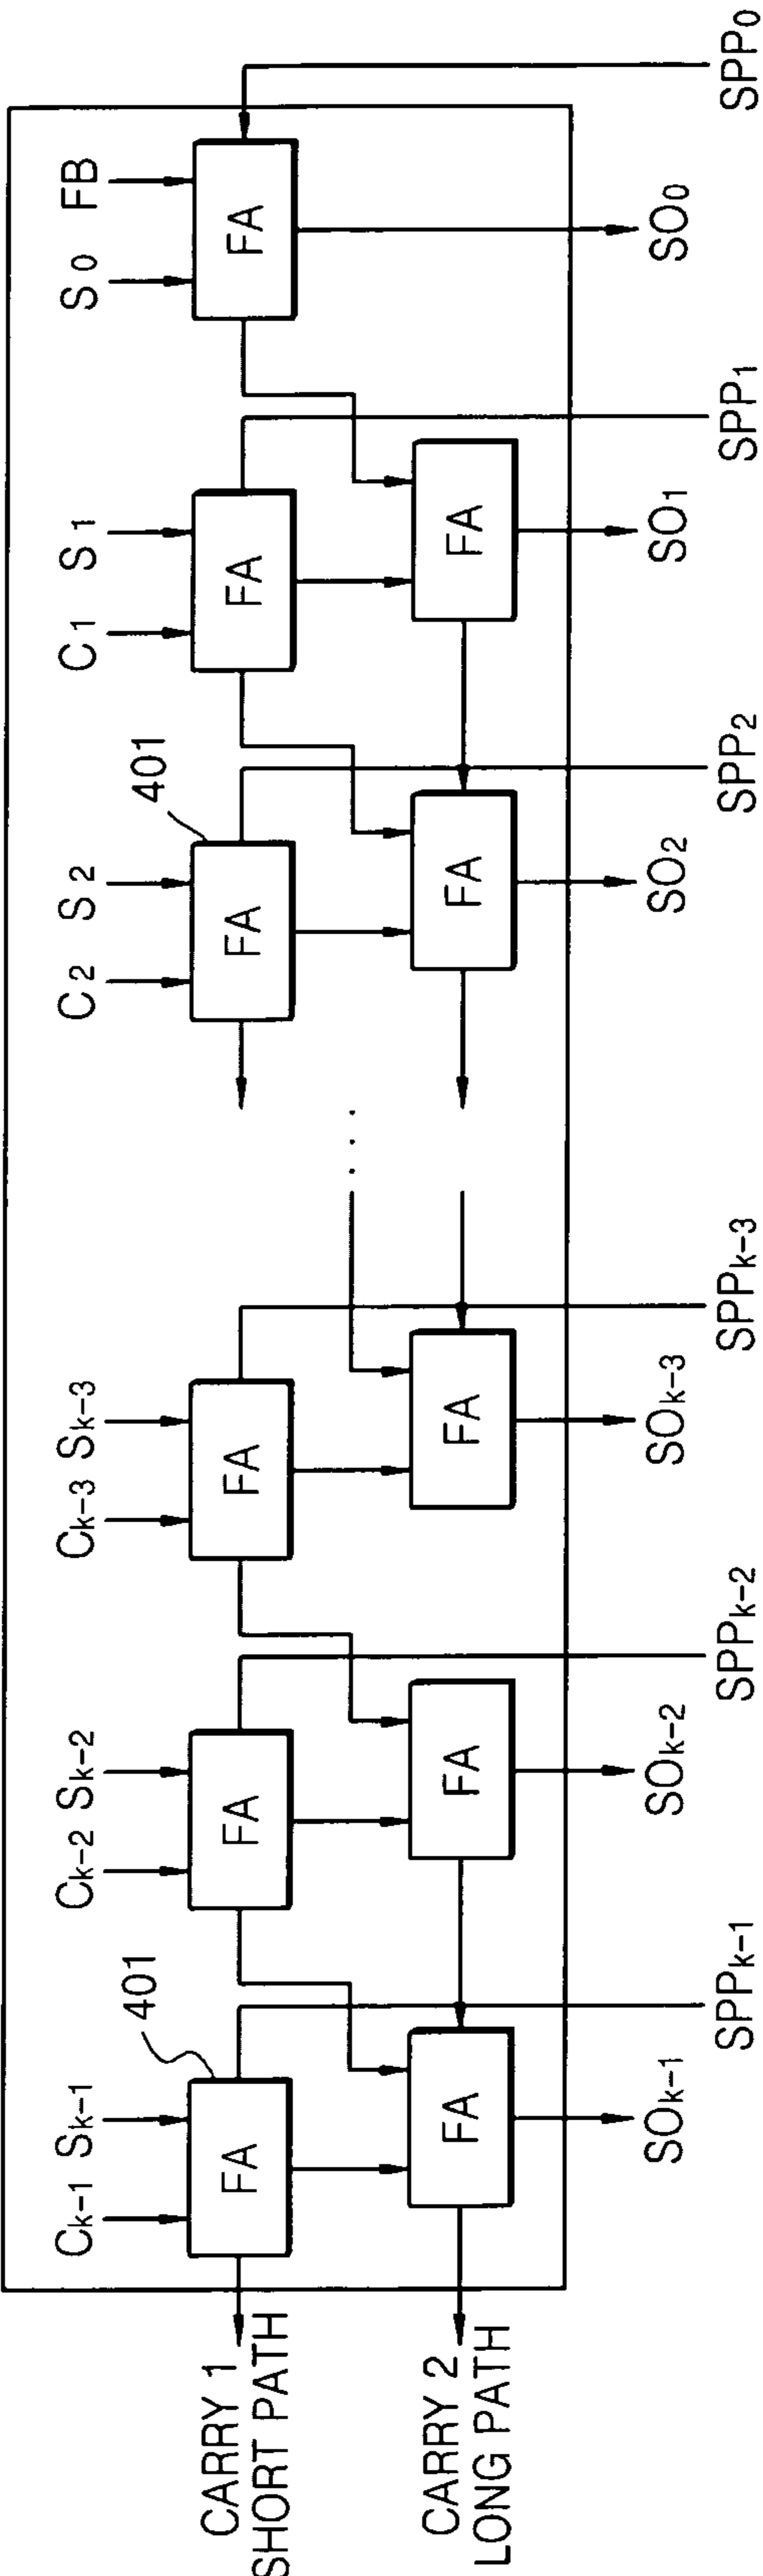 Ck−1 Sk−1 Ck−2 Sk−2 Ck−3 Sk−3 C2 S2 C1 S1 S0 FB
401 401
FA FA FA FA FA FA
CARRY 1
SHORT PATH
. . .
FA FA FA FA FA
CARRY 2
LONG PATH
SOk−1 SOk−2 SOk−3 SO2 SO1 SO0
SPPk−1 SPPk−2 SPPk−3 SPP2 SPP1 SPP0